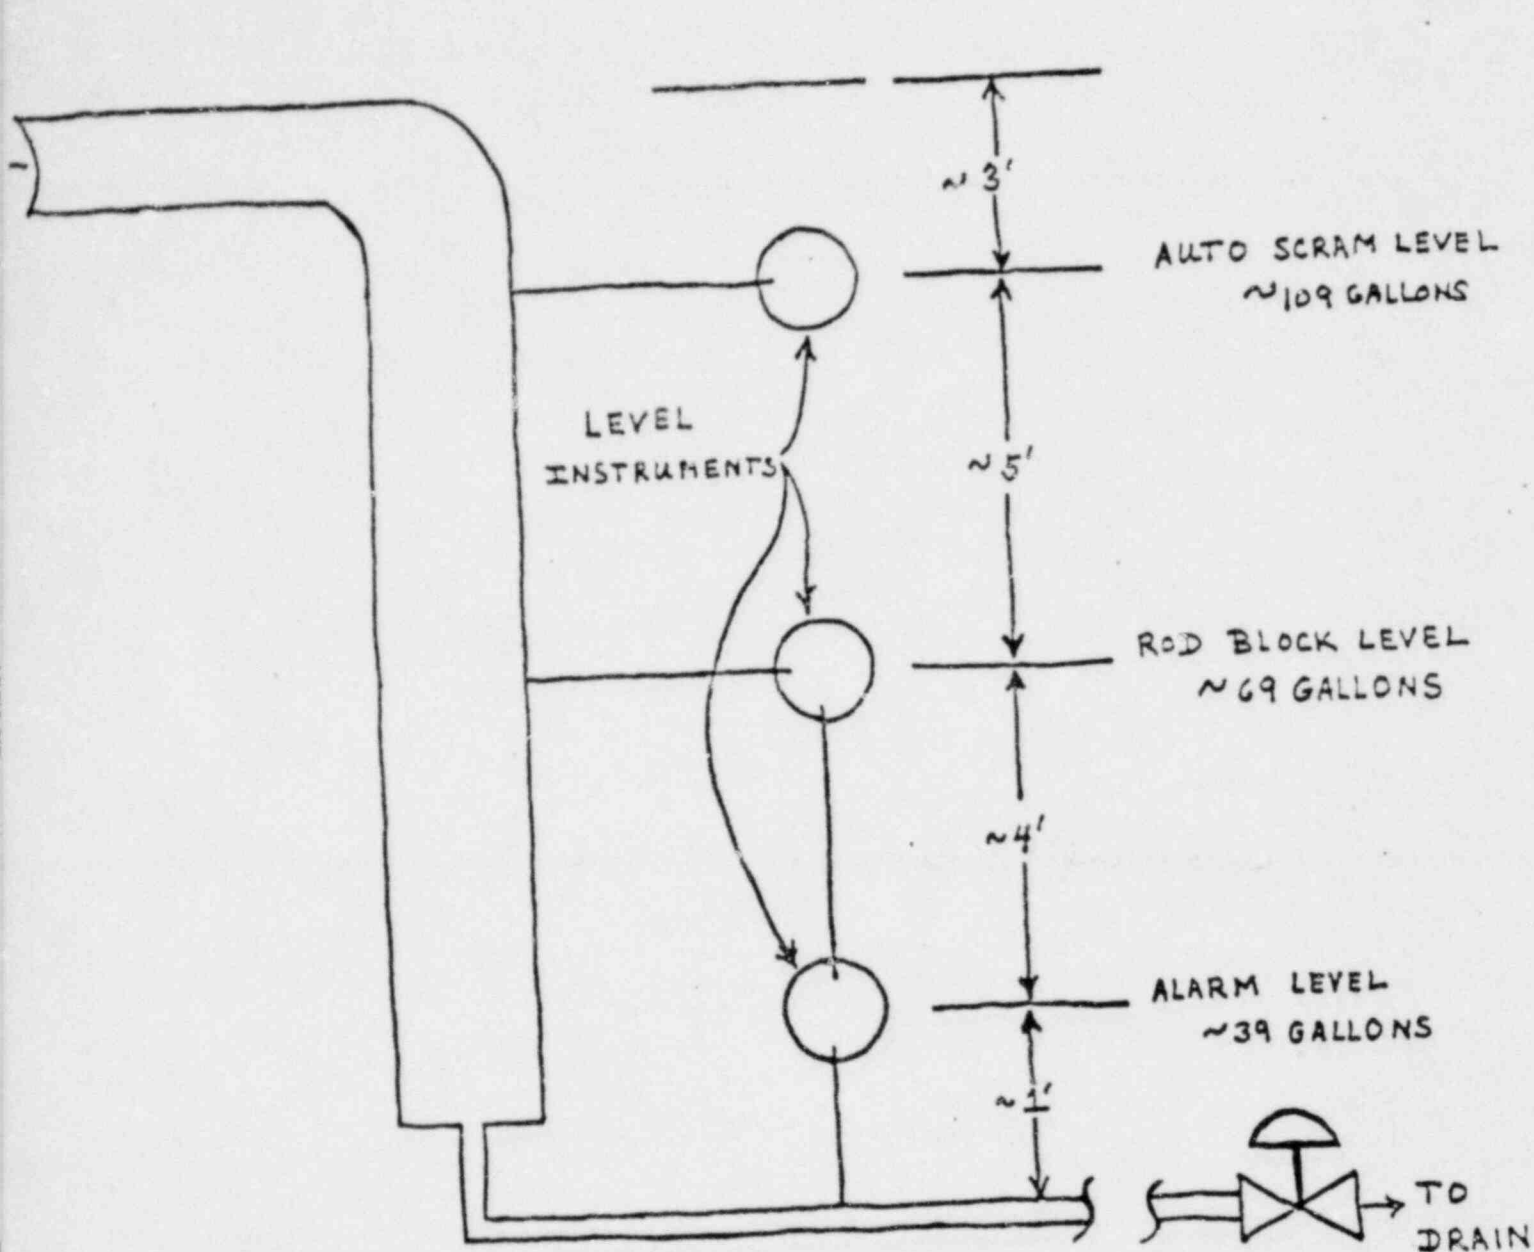 ~ 3'
AUTO SCRAM LEVEL
~109 GALLONS
LEVEL
INSTRUMENTS
~ 5'
ROD BLOCK LEVEL
~69 GALLONS
~4'
ALARM LEVEL
~39 GALLONS
~1'
TO
DRAIN